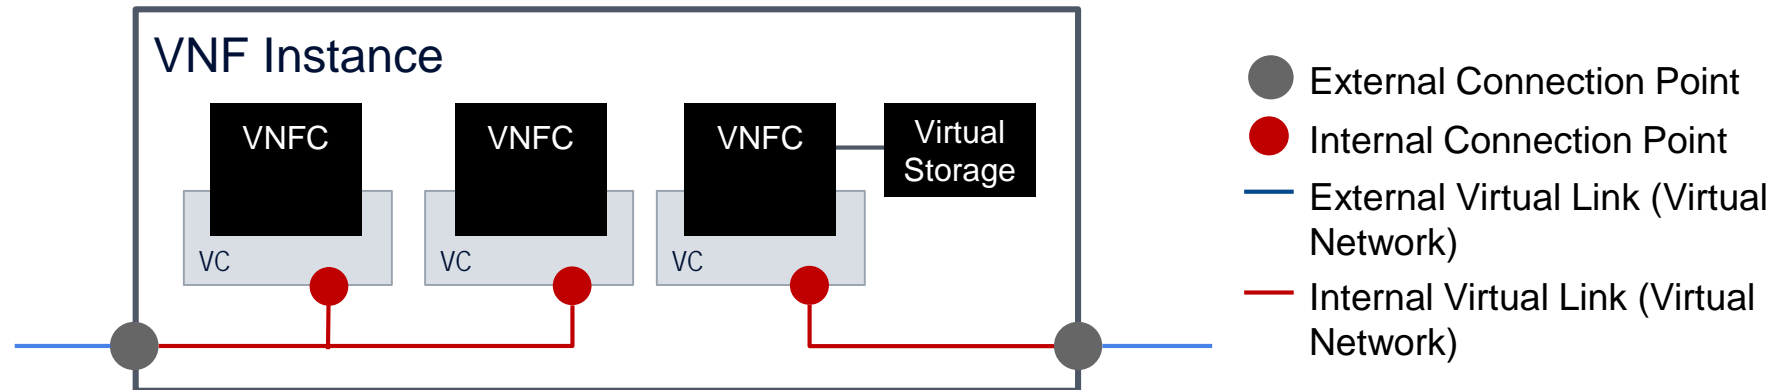 VNF Instance
VNFC
VNFC
VNFC
Virtual
Storage
VC
VC
VC
External Connection Point
Internal Connection Point
External Virtual Link (Virtual
Network)
Internal Virtual Link (Virtual
Network)